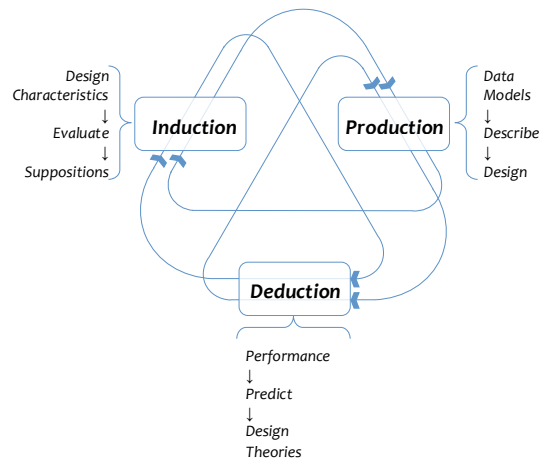 Design
Characteristics
↓
Evaluate
↓
Suppositions
Induction
Production
Data
Models
↓
Describe
↓
Design
Deduction
Performance
↓
Predict
↓
Design
Theories